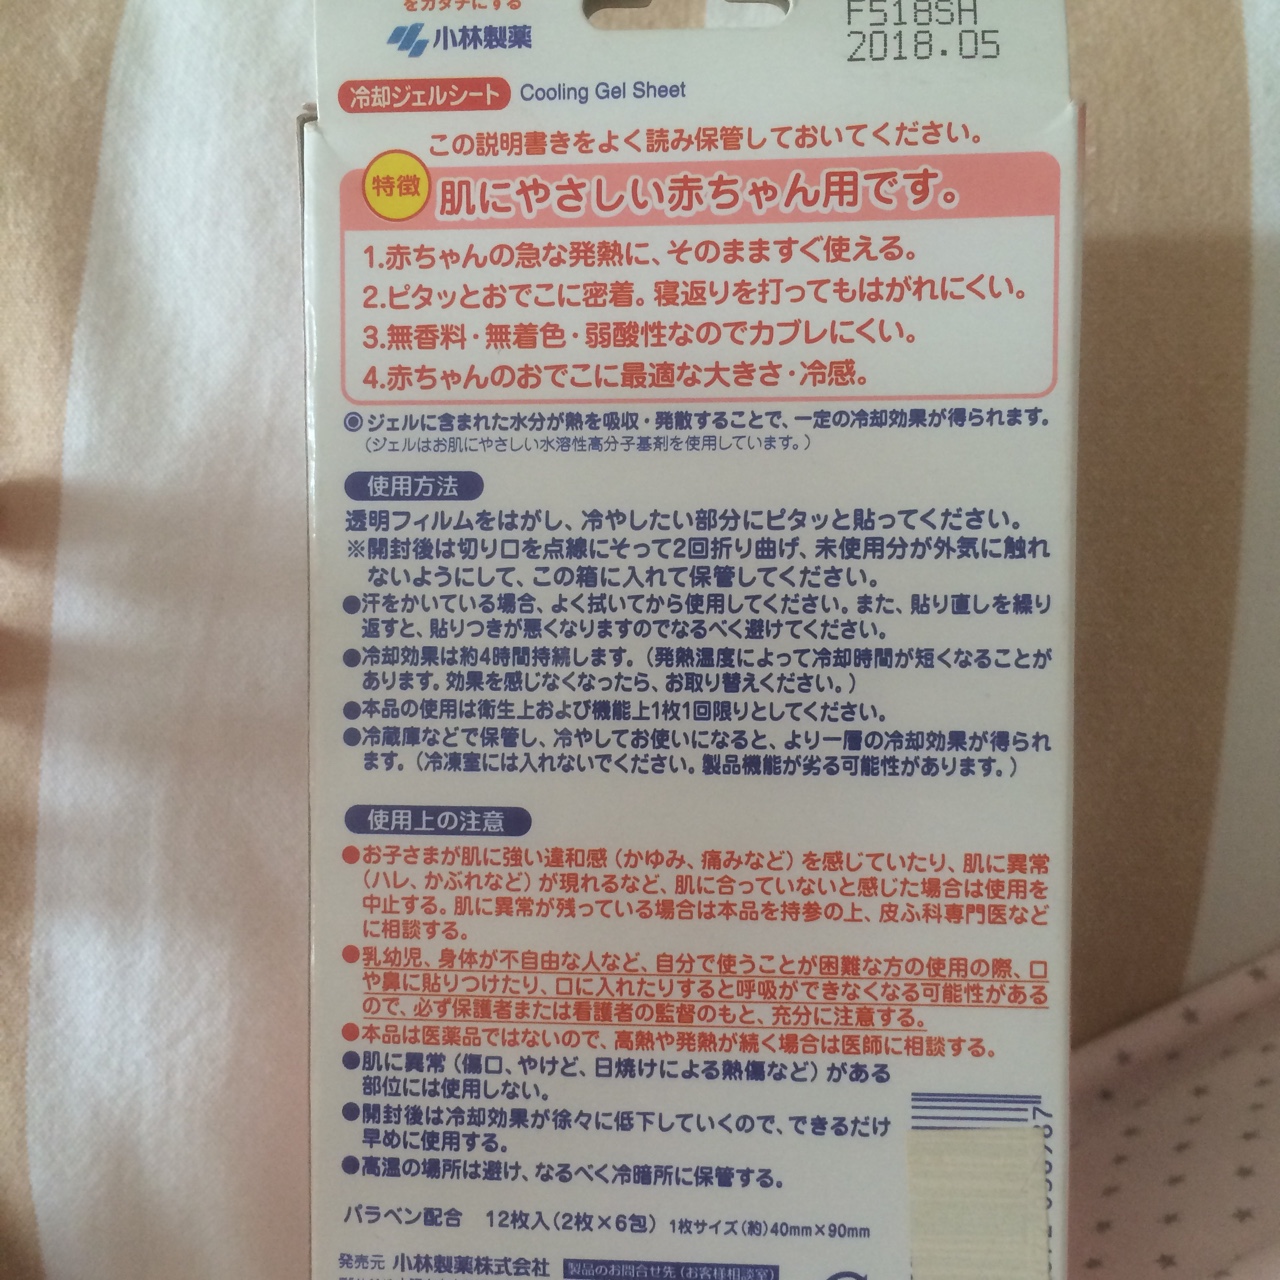 をカタチにする
小林製薬
F518SH
2018.05
冷却ジェルシート Cooling Gel Sheet
この説明書きをよく読み保管しておいてください。
特徴 肌にやさしい赤ちゃん用です。
1.赤ちゃんの急な発熱に、そのまますぐ使える。
2.ピタッとおでこに密着。寝返りを打ってもはがれにくい。
3.無香料・無着色・弱酸性なのでカブレにくい。
4.赤ちゃんのおでこに最適な大きさ・冷感。
◎ジェルに含まれた水分が熱を吸収・発散することで、一定の冷却効果が得られます。
（ジェルはお肌にやさしい水溶性高分子基剤を使用しています。）
使用方法
透明フィルムをはがし、冷やしたい部分にピタッと貼ってください。
※開封後は切り口を点線にそって2回折り曲げ、未使用分が外気に触れ
ないようにして、この箱に入れて保管してください。
●汗をかいている場合、よく拭いてから使用してください。また、貼り直しを繰り
返すと、貼りつきが悪くなりますのでなるべく避けてください。
●冷却効果は約4時間持続します。（発熱温度によって冷却時間が短くなることが
あります。効果を感じなくなったら、お取り替えください。）
●本品の使用は衛生上および機能上1枚1回限りとしてください。
●冷蔵庫などで保管し、冷やしてお使いになると、より一層の冷却効果が得られ
ます。（冷凍室には入れないでください。製品機能が劣る可能性があります。）
使用上の注意
●お子さまが肌に強い違和感（かゆみ、痛みなど）を感じていたり、肌に異常
（ハレ、かぶれなど）が現れるなど、肌に合っていないと感じた場合は使用を
中止する。肌に異常が残っている場合は本品を持参の上、皮ふ科専門医など
に相談する。
●乳幼児、身体が不自由な人など、自分で使うことが困難な方の使用の際、口
や鼻に貼りつけたり、口に入れたりすると呼吸ができなくなる可能性がある
ので、必ず保護者または看護者の監督のもと、充分に注意する。
●本品は医薬品ではないので、高熱や発熱が続く場合は医師に相談する。
●肌に異常（傷口、やけど、日焼けによる熱傷など）がある
部位には使用しない。
●開封後は冷却効果が徐々に低下していくので、できるだけ
早めに使用する。
●高温の場所は避け、なるべく冷暗所に保管する。
パラベン配合 12枚入（2枚×6包） 1枚サイズ（約）40mm×90mm
発売元 小林製薬株式会社 製品のお問合せ先（お客様相談室）